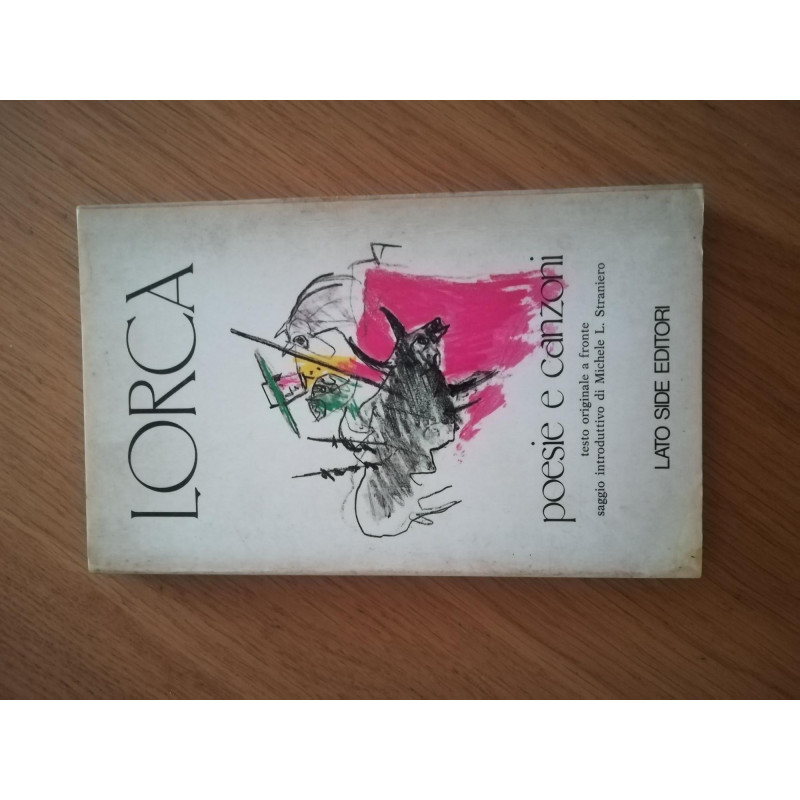 LORCA
poesie e canzoni
testo originale a fronte
saggio introduttivo di Michele L. Straniero
LATO SIDE EDITORI